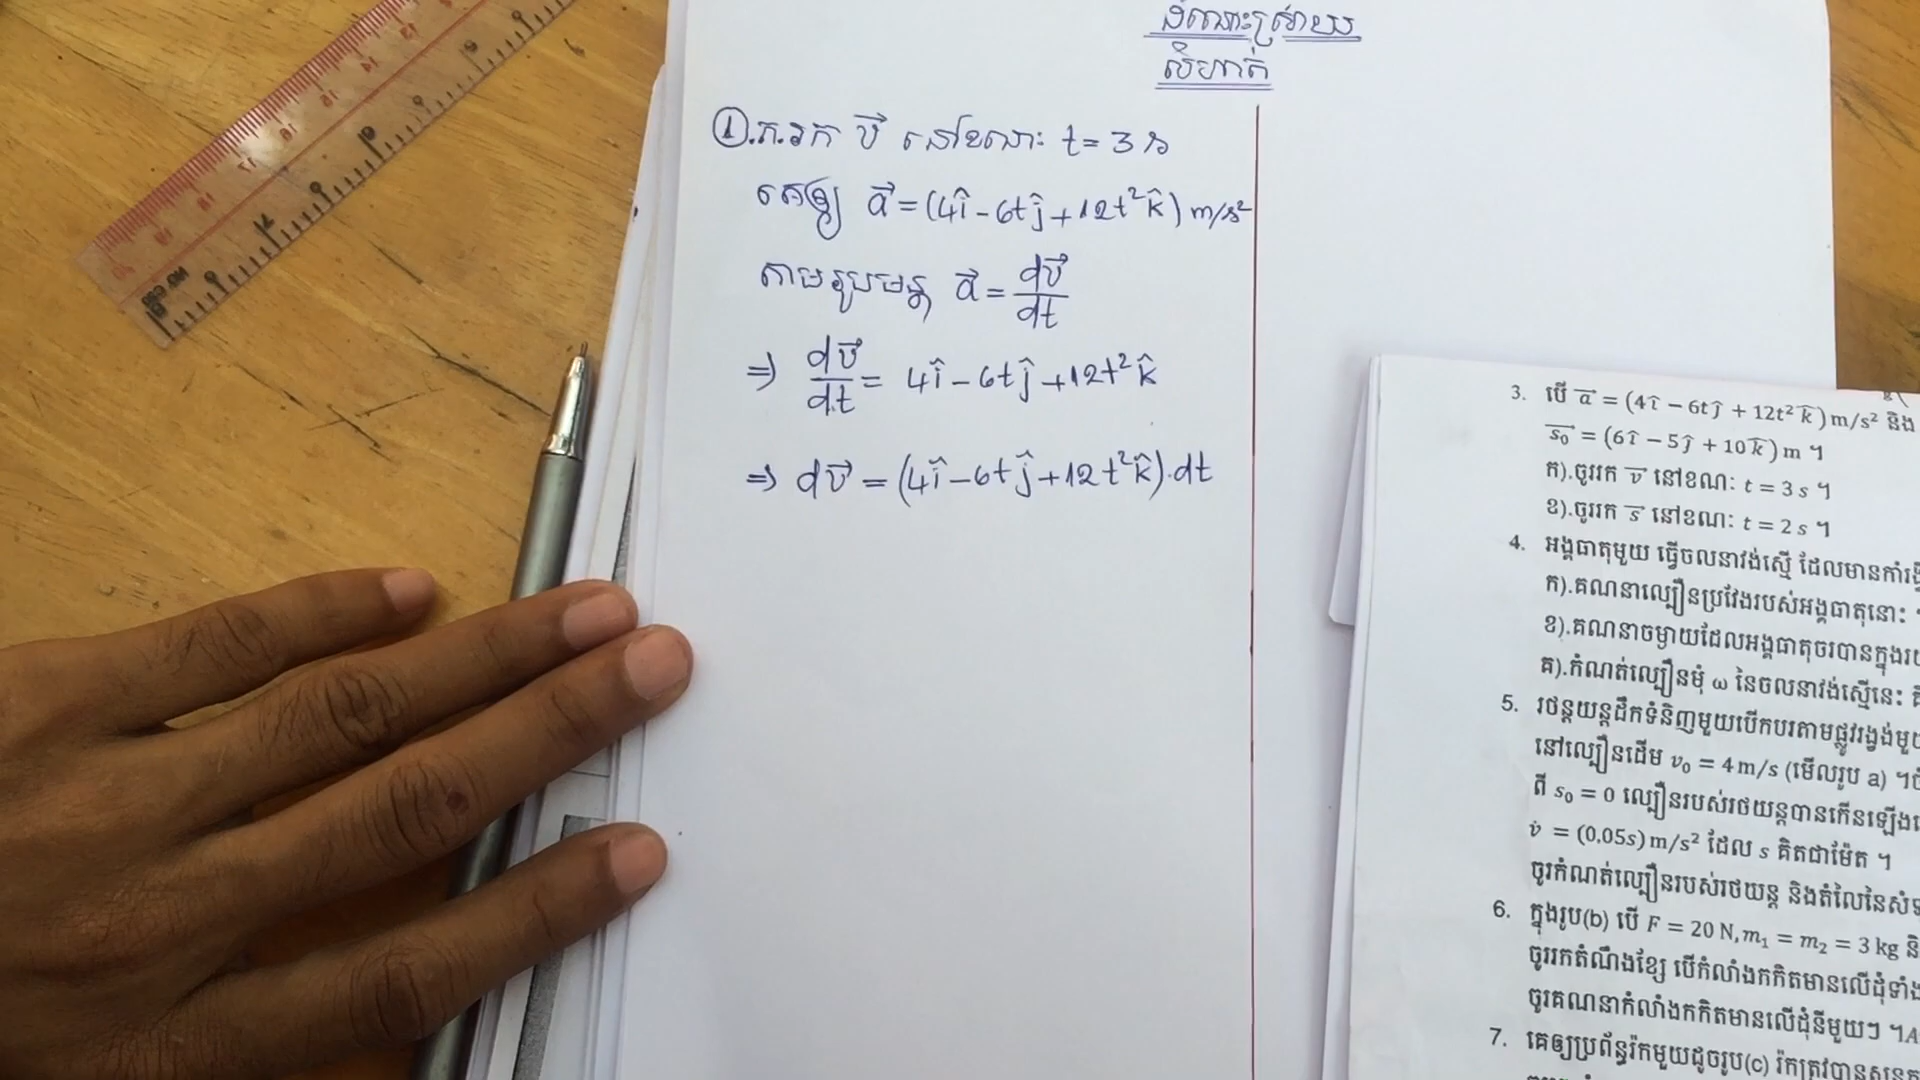 ដំណោះស្រាយ
លំហាត់
①.ក.រក v⃗ នៅខណៈ t = 3 s
គេឲ្យ a⃗ = (4î − 6tĵ + 12t²k̂) m/s²
តាមរូបមន្ត a⃗ = dv⃗/dt
⇒ dv⃗/dt = 4î − 6tĵ + 12t²k̂
⇒ dv⃗ = (4î − 6tĵ + 12t²k̂).dt
3. បើ a⃗ = (4î − 6tĵ + 12t²k̂) m/s² និង
s₀⃗ = (6î − 5ĵ + 10k̂) m ។
ក).ចូររក v⃗ នៅខណៈ t = 3 s ។
ខ).ចូររក s⃗ នៅខណៈ t = 2 s ។
4. អង្គធាតុមួយ ធ្វើចលនាវង់ស្មើ ដែលមាន
ក).គណនាល្បឿនប្រវែងរបស់អង្គធាតុនោះ
ខ).គណនាចម្ងាយដែលអង្គធាតុចរបានក្នុង
គ).កំណត់ល្បឿនមុំ ω នៃចលនាវង់ស្មើនេះ
5. រថន្តយន្តដឹកទំនិញមួយបើកបរតាមផ្លូវរង្វង់
នៅល្បឿនដើម v₀ = 4 m/s (មើលរូប a) ។
ពី s₀ = 0 ល្បឿនរបស់រថយន្តបានកើនឡើង
v̇ = (0,05s) m/s² ដែល s គិតជាម៉ែត ។
ចូរកំណត់ល្បឿនរបស់រថយន្ត និងតំលៃនៃ
6. ក្នុងរូប(b) បើ F = 20 N, m₁ = m₂ = 3 kg
ចូររកតំណឹងខ្សែ បើកំលាំងកកិតមានលើដុំ
ចូរគណនាកំលាំងកកិតមានលើដុំនីមួយៗ ។
7. គេឲ្យប្រព័ន្ធរ៉កមួយដូចរូប(c) រ៉កត្រូវបាន